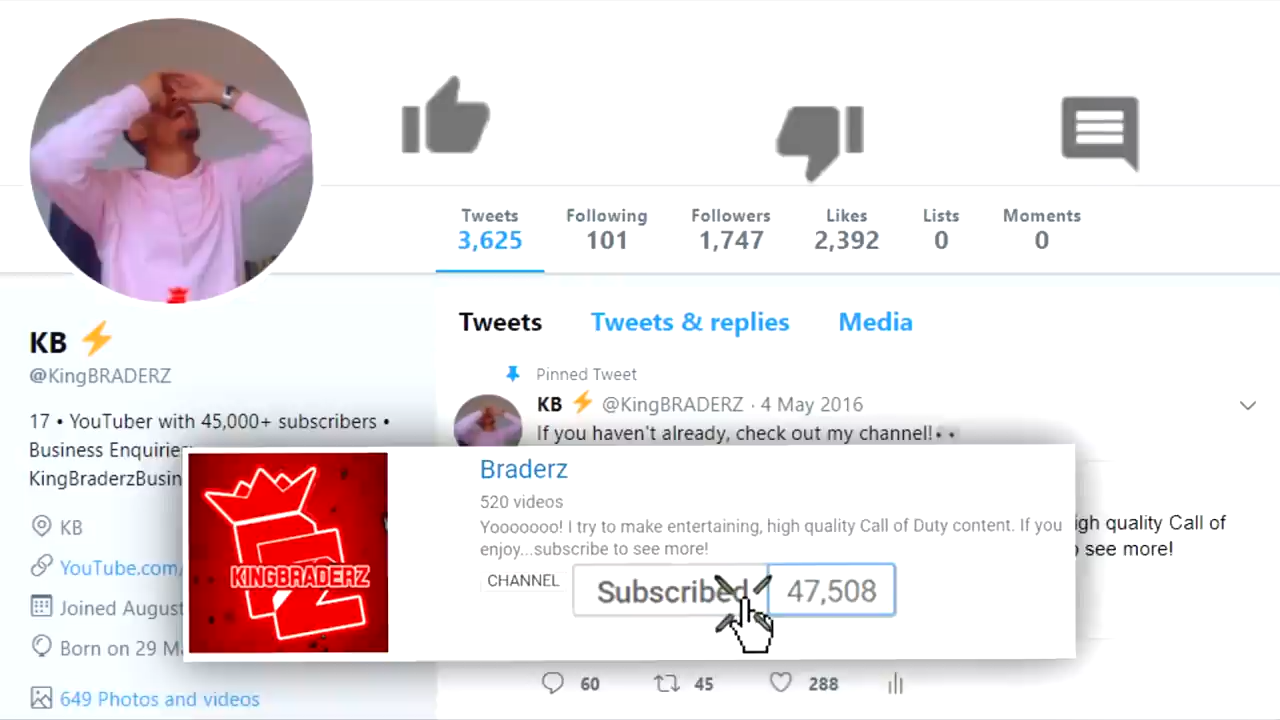 Tweets Following Followers Likes Lists Moments
3,625 101 1,747 2,392 0 0
KB⚡
@KingBRADERZ
17 • YouTuber with 45,000+ subscribers •
Business Enquiries
KingBraderzBusin
KB
YouTube.com/
Joined August
Born on 29 M
649 Photos and videos
Tweets Tweets & replies Media
Pinned Tweet
KB⚡ @KingBRADERZ · 4 May 2016
If you haven't already, check out my channel!
igh quality Call of
see more!
KINGBRADERZ
Braderz
520 videos
Yooooooo! I try to make entertaining, high quality Call of Duty content. If you
enjoy...subscribe to see more!
CHANNEL Subscribed 47,508
60 45 288